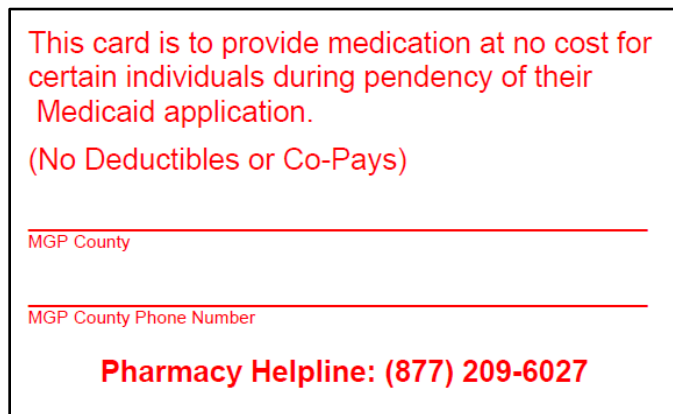 This card is to provide medication at no cost for
certain individuals during pendency of their
Medicaid application.
(No Deductibles or Co-Pays)
MGP County
MGP County Phone Number
Pharmacy Helpline: (877) 209-6027